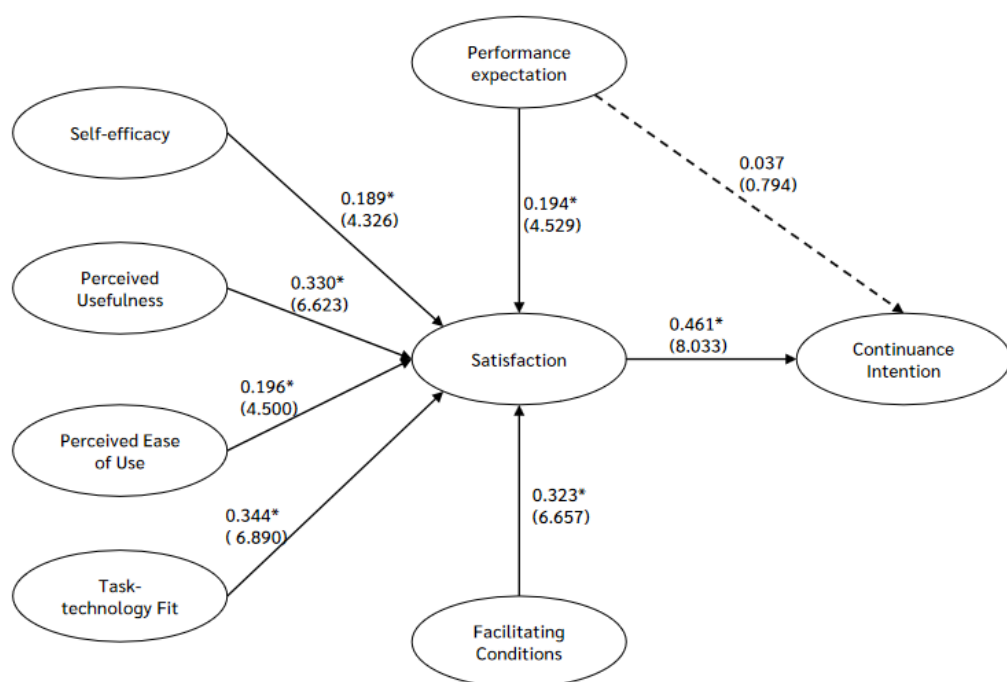 Performance
expectation
Self-efficacy
0.037
(0.794)
0.189*
(4.326)
0.194*
(4.529)
Perceived
Usefulness
0.330*
(6.623)
0.461*
(8.033)
Satisfaction
Continuance
Intention
0.196*
(4.500)
Perceived Ease
of Use
0.344*
( 6.890)
0.323*
(6.657)
Task-
technology Fit
Facilitating
Conditions